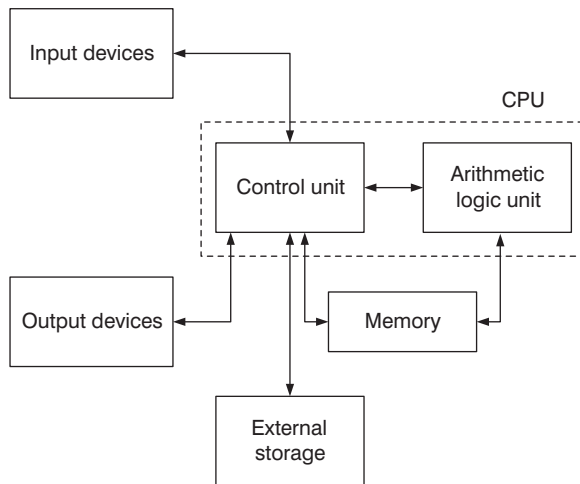 Input devices
CPU
Control unit
Arithmetic
logic unit
Output devices
Memory
External
storage